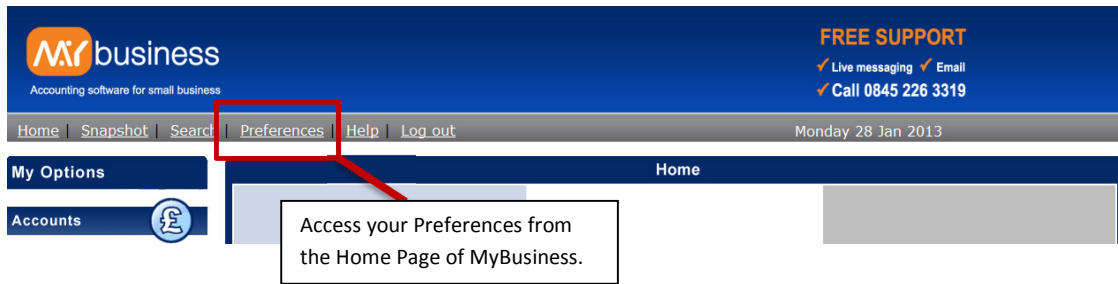 MY business
Accounting software for small business
FREE SUPPORT
✓ Live messaging ✓ Email
✓ Call 0845 226 3319
Home | Snapshot | Search | Preferences | Help | Log out
Monday 28 Jan 2013
My Options
Home
Accounts £
Access your Preferences from
the Home Page of MyBusiness.